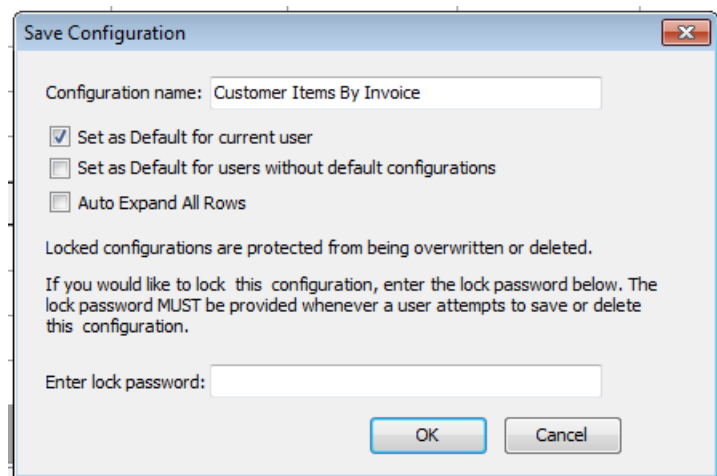 Save Configuration
Configuration name: Customer Items By Invoice
Set as Default for current user
Set as Default for users without default configurations
Auto Expand All Rows
Locked configurations are protected from being overwritten or deleted.
If you would like to lock this configuration, enter the lock password below. The
lock password MUST be provided whenever a user attempts to save or delete
this configuration.
Enter lock password:
OK Cancel